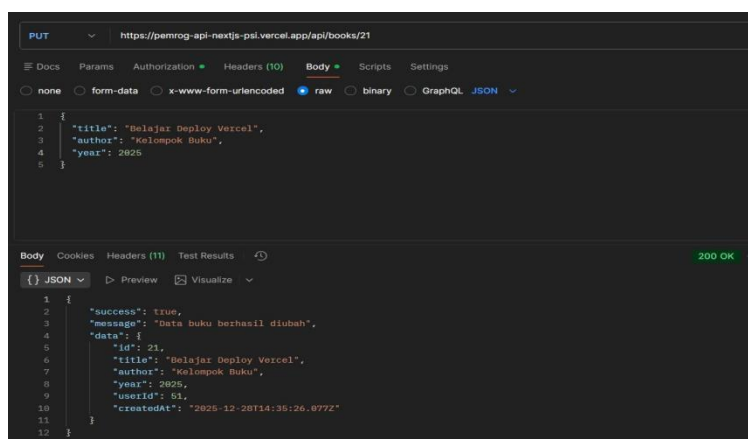 PUT https://pemrog-api-nextjs-psi.vercel.app/api/books/21
Docs Params Authorization Headers (10) Body Scripts Settings
none form-data x-www-form-urlencoded raw binary GraphQL JSON
1 {
2 "title": "Belajar Deploy Vercel",
3 "author": "Kelompok Buku",
4 "year": 2025
5 }
Body Cookies Headers (11) Test Results 200 OK
{} JSON Preview Visualize
1 {
2 "success": true,
3 "message": "Data buku berhasil diubah",
4 "data": {
5 "id": 21,
6 "title": "Belajar Deploy Vercel",
7 "author": "Kelompok Buku",
8 "year": 2025,
9 "userId": 51,
10 "createdAt": "2025-12-28T14:35:26.077Z"
11 }
12 }